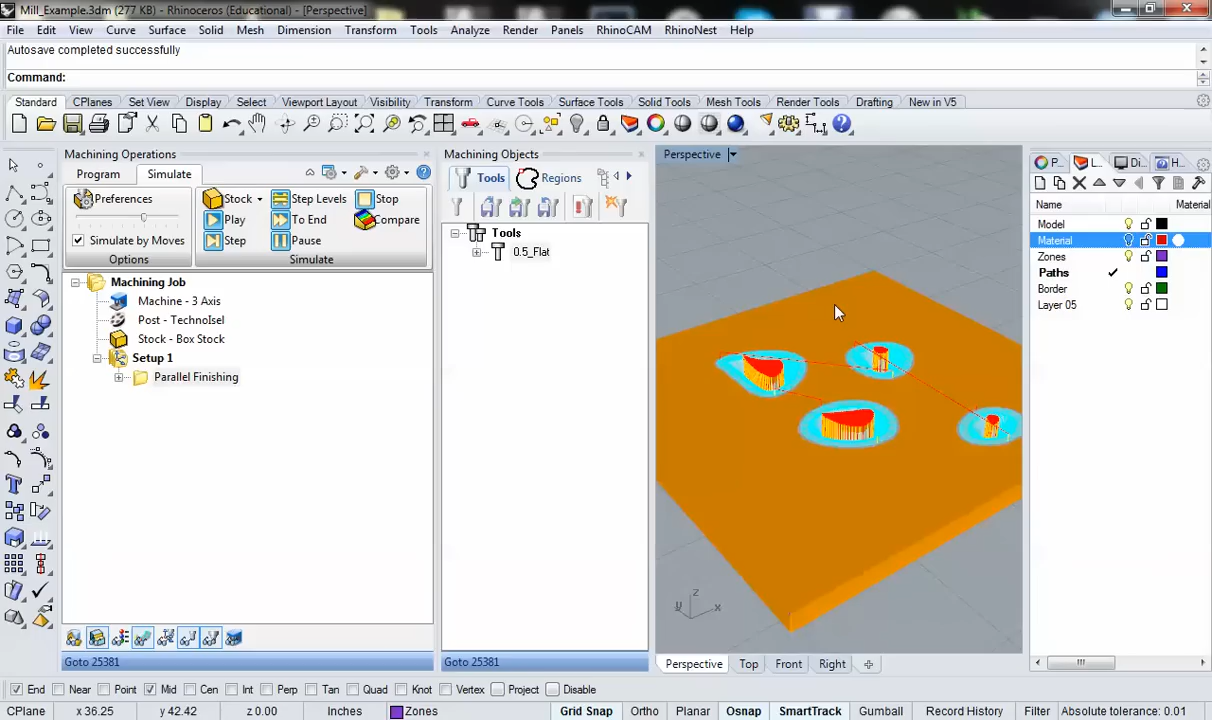 Mill_Example.3dm (277 KB) - Rhinoceros (Educational) - [Perspective]
File Edit View Curve Surface Solid Mesh Dimension Transform Tools Analyze Render Panels RhinoCAM RhinoNest Help
Autosave completed successfully
Command:
Standard CPlanes Set View Display Select Viewport Layout Visibility Transform Curve Tools Surface Tools Solid Tools Mesh Tools Render Tools Drafting New in V5
Machining Operations
Program Simulate
Preferences
Simulate by Moves
Options
Stock Step Levels Stop
Play To End Compare
Step Pause
Simulate
Machining Job
Machine - 3 Axis
Post - TechnoIsel
Stock - Box Stock
Setup 1
Parallel Finishing
Goto 25381
Machining Objects
Tools Regions
Tools
0.5_Flat
Goto 25381
Perspective
z
y x
Perspective Top Front Right
P... L... Di... H...
Name Material
Model
Material
Zones
Paths
Border
Layer 05
End Near Point Mid Cen Int Perp Tan Quad Knot Vertex Project Disable
CPlane x 36.25 y 42.42 z 0.00 Inches Zones Grid Snap Ortho Planar Osnap SmartTrack Gumball Record History Filter Absolute tolerance: 0.01